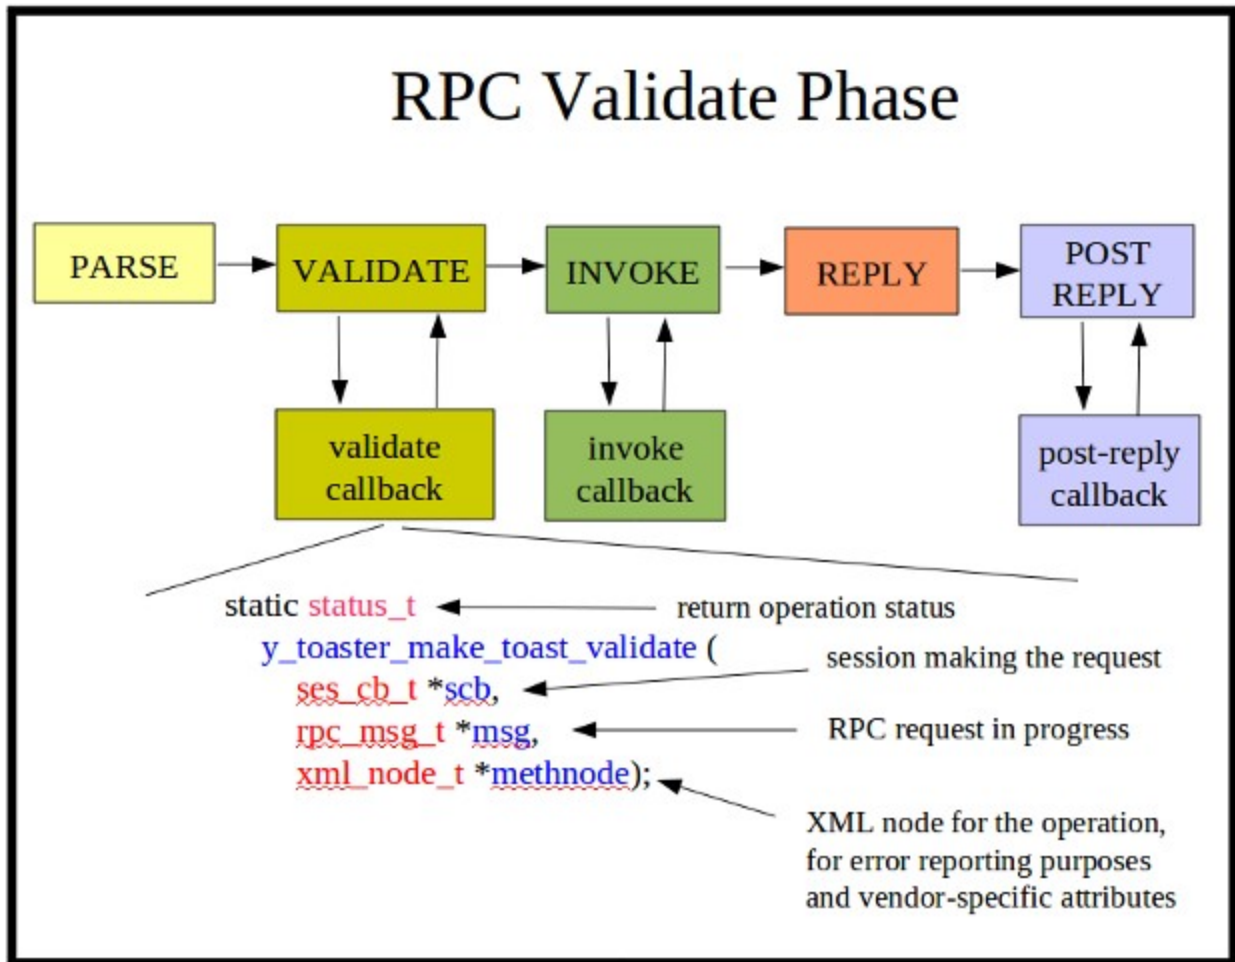 RPC Validate Phase
PARSE
VALIDATE
INVOKE
REPLY
POST
REPLY
validate
callback
invoke
callback
post-reply
callback
static status_t
return operation status
y_toaster_make_toast_validate (
session making the request
ses_cb_t *scb,
rpc_msg_t *msg,
RPC request in progress
xml_node_t *methnode);
XML node for the operation,
for error reporting purposes
and vendor-specific attributes